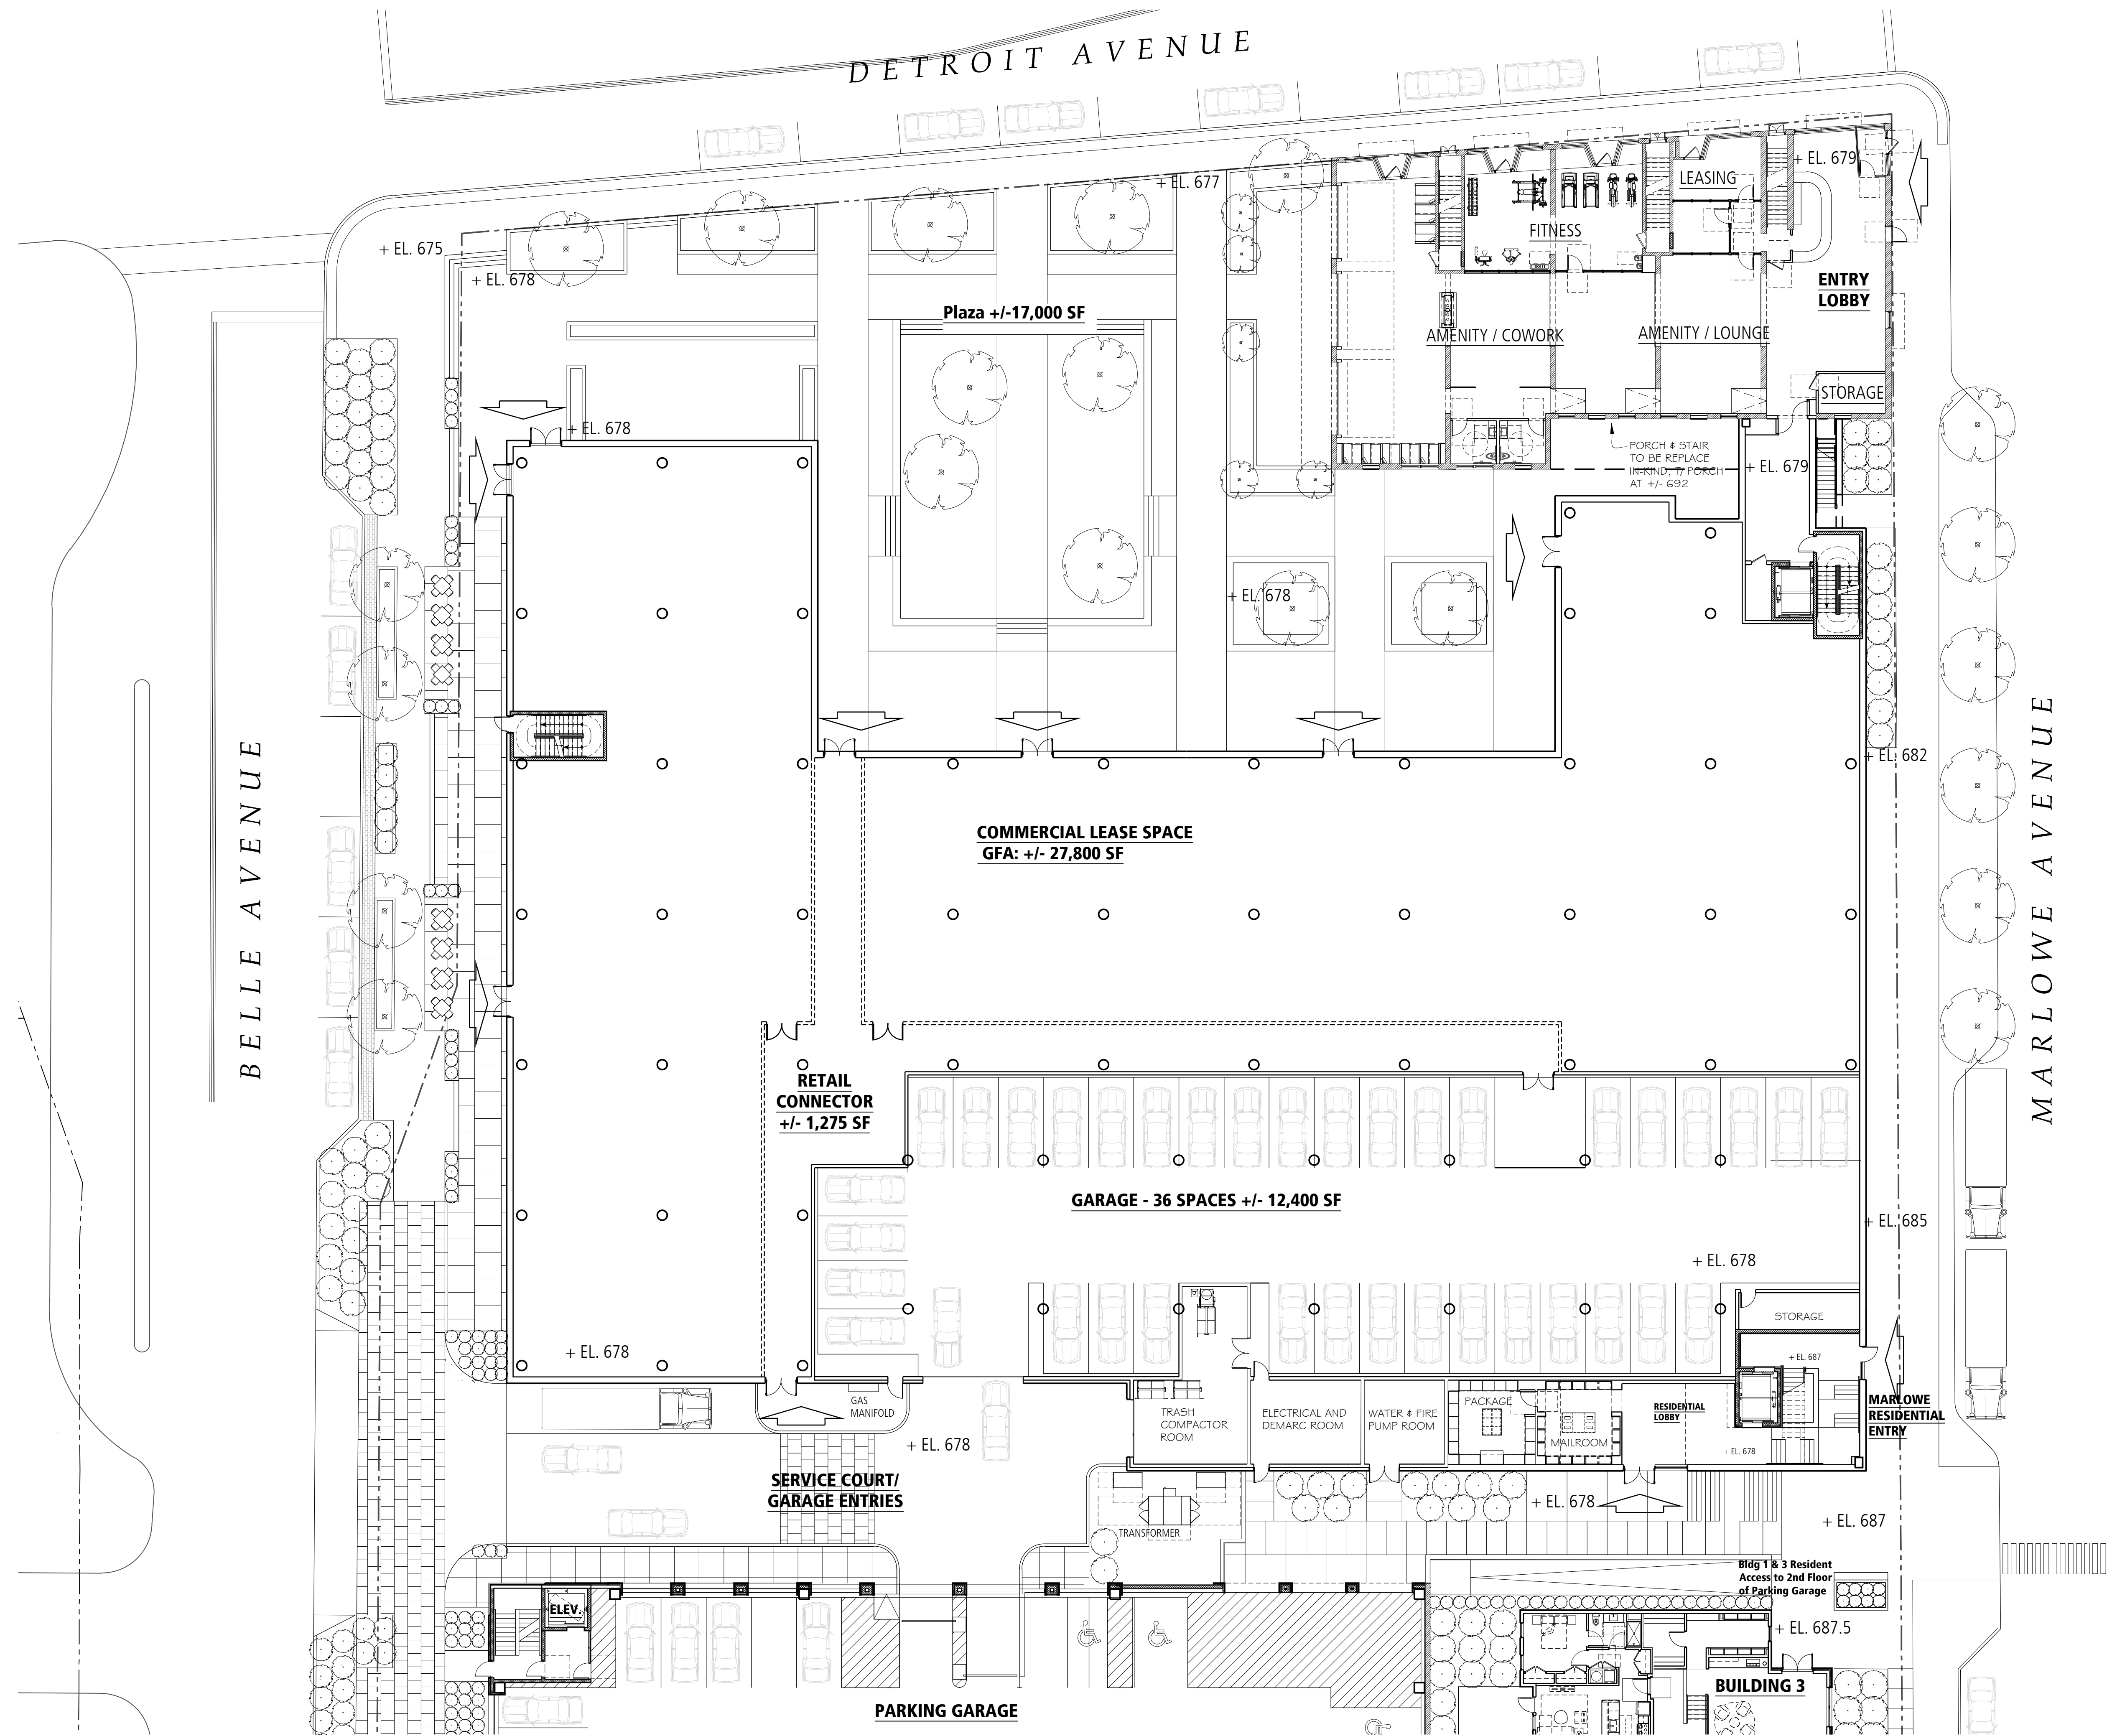 DETROIT AVENUE
+ EL. 679
LEASING
+ EL. 677
FITNESS
+ EL. 675
+ EL. 678
ENTRY
LOBBY
Plaza +/-17,000 SF
AMENITY / COWORK
AMENITY / LOUNGE
STORAGE
+ EL. 678
PORCH & STAIR
TO BE REPLACE
IN-KIND, T/ PORCH
AT +/- 692
+ EL. 679
+ EL. 678
BELLE AVENUE
MARLOWE AVENUE
+ EL. 682
COMMERCIAL LEASE SPACE
GFA: +/- 27,800 SF
RETAIL
CONNECTOR
+/- 1,275 SF
GARAGE - 36 SPACES +/- 12,400 SF
+ EL. 685
+ EL. 678
STORAGE
+ EL. 678
+ EL. 687
GAS
MANIFOLD
TRASH
COMPACTOR
ROOM
ELECTRICAL AND
DEMARC ROOM
WATER & FIRE
PUMP ROOM
PACKAGE
MAILROOM
RESIDENTIAL
LOBBY
+ EL. 678
MARLOWE
RESIDENTIAL
ENTRY
+ EL. 678
SERVICE COURT/
GARAGE ENTRIES
+ EL. 678
TRANSFORMER
+ EL. 687
Bldg 1 & 3 Resident
Access to 2nd Floor
of Parking Garage
ELEV.
+ EL. 687.5
BUILDING 3
PARKING GARAGE